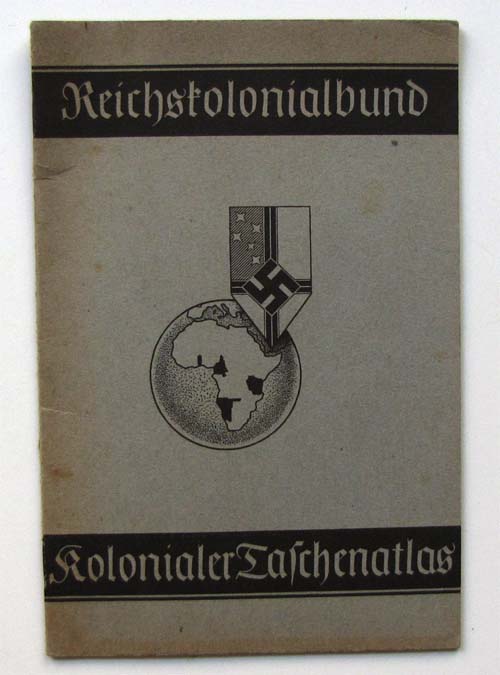 Reichskolonialbund
Kolonialer Taschenatlas